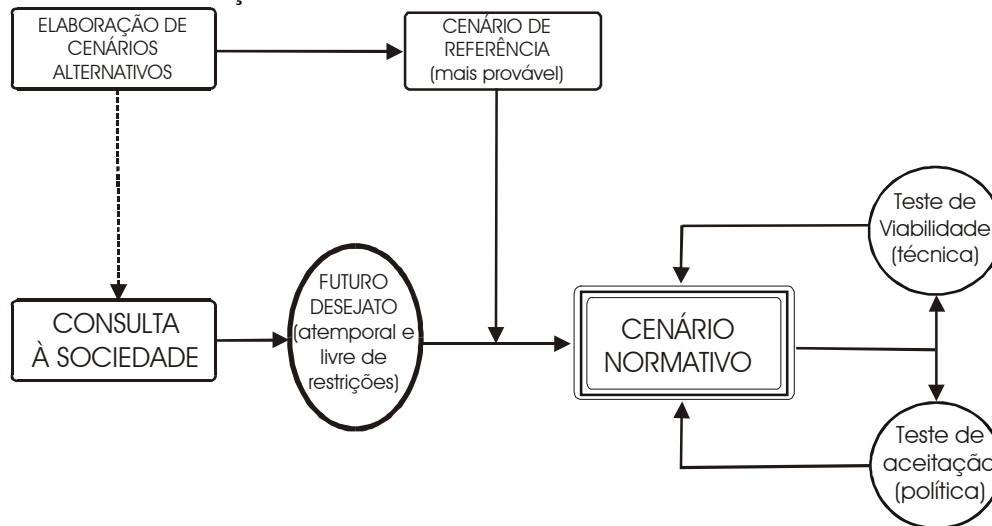 ELABORAÇÃO DE
CENÁRIOS
ALTERNATIVOS
CENÁRIO DE
REFERÊNCIA
(mais provável)
Teste de
Viabilidade
(técnica)
CONSULTA
À SOCIEDADE
FUTURO
DESEJATO
(atemporal e
livre de
restrições)
CENÁRIO
NORMATIVO
Teste de
aceitação
(política)